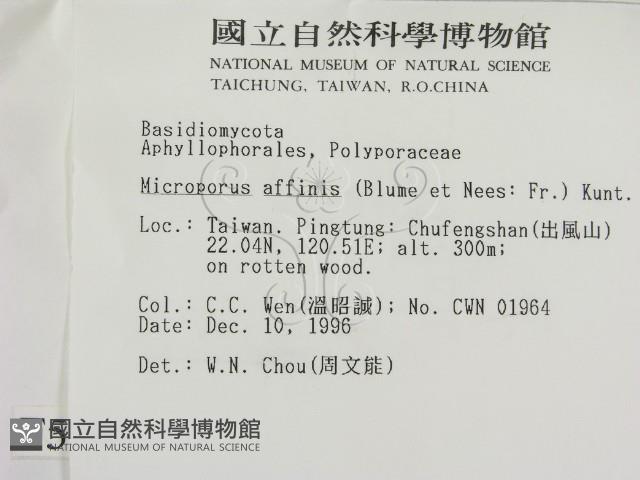 國立自然科學博物館
NATIONAL MUSEUM OF NATURAL SCIENCE
TAICHUNG, TAIWAN, R.O.CHINA
Basidiomycota
Aphyllophorales, Polyporaceae
Microporus affinis (Blume et Nees: Fr.) Kunt.
Loc.: Taiwan. Pingtung: Chufengshan(出風山)
22.04N, 120.51E; alt. 300m;
on rotten wood.
Col.: C.C. Wen(溫昭誠); No. CWN 01964
Date: Dec. 10, 1996
Det.: W.N. Chou(周文能)
國立自然科學博物館
NATIONAL MUSEUM OF NATURAL SCIENCE